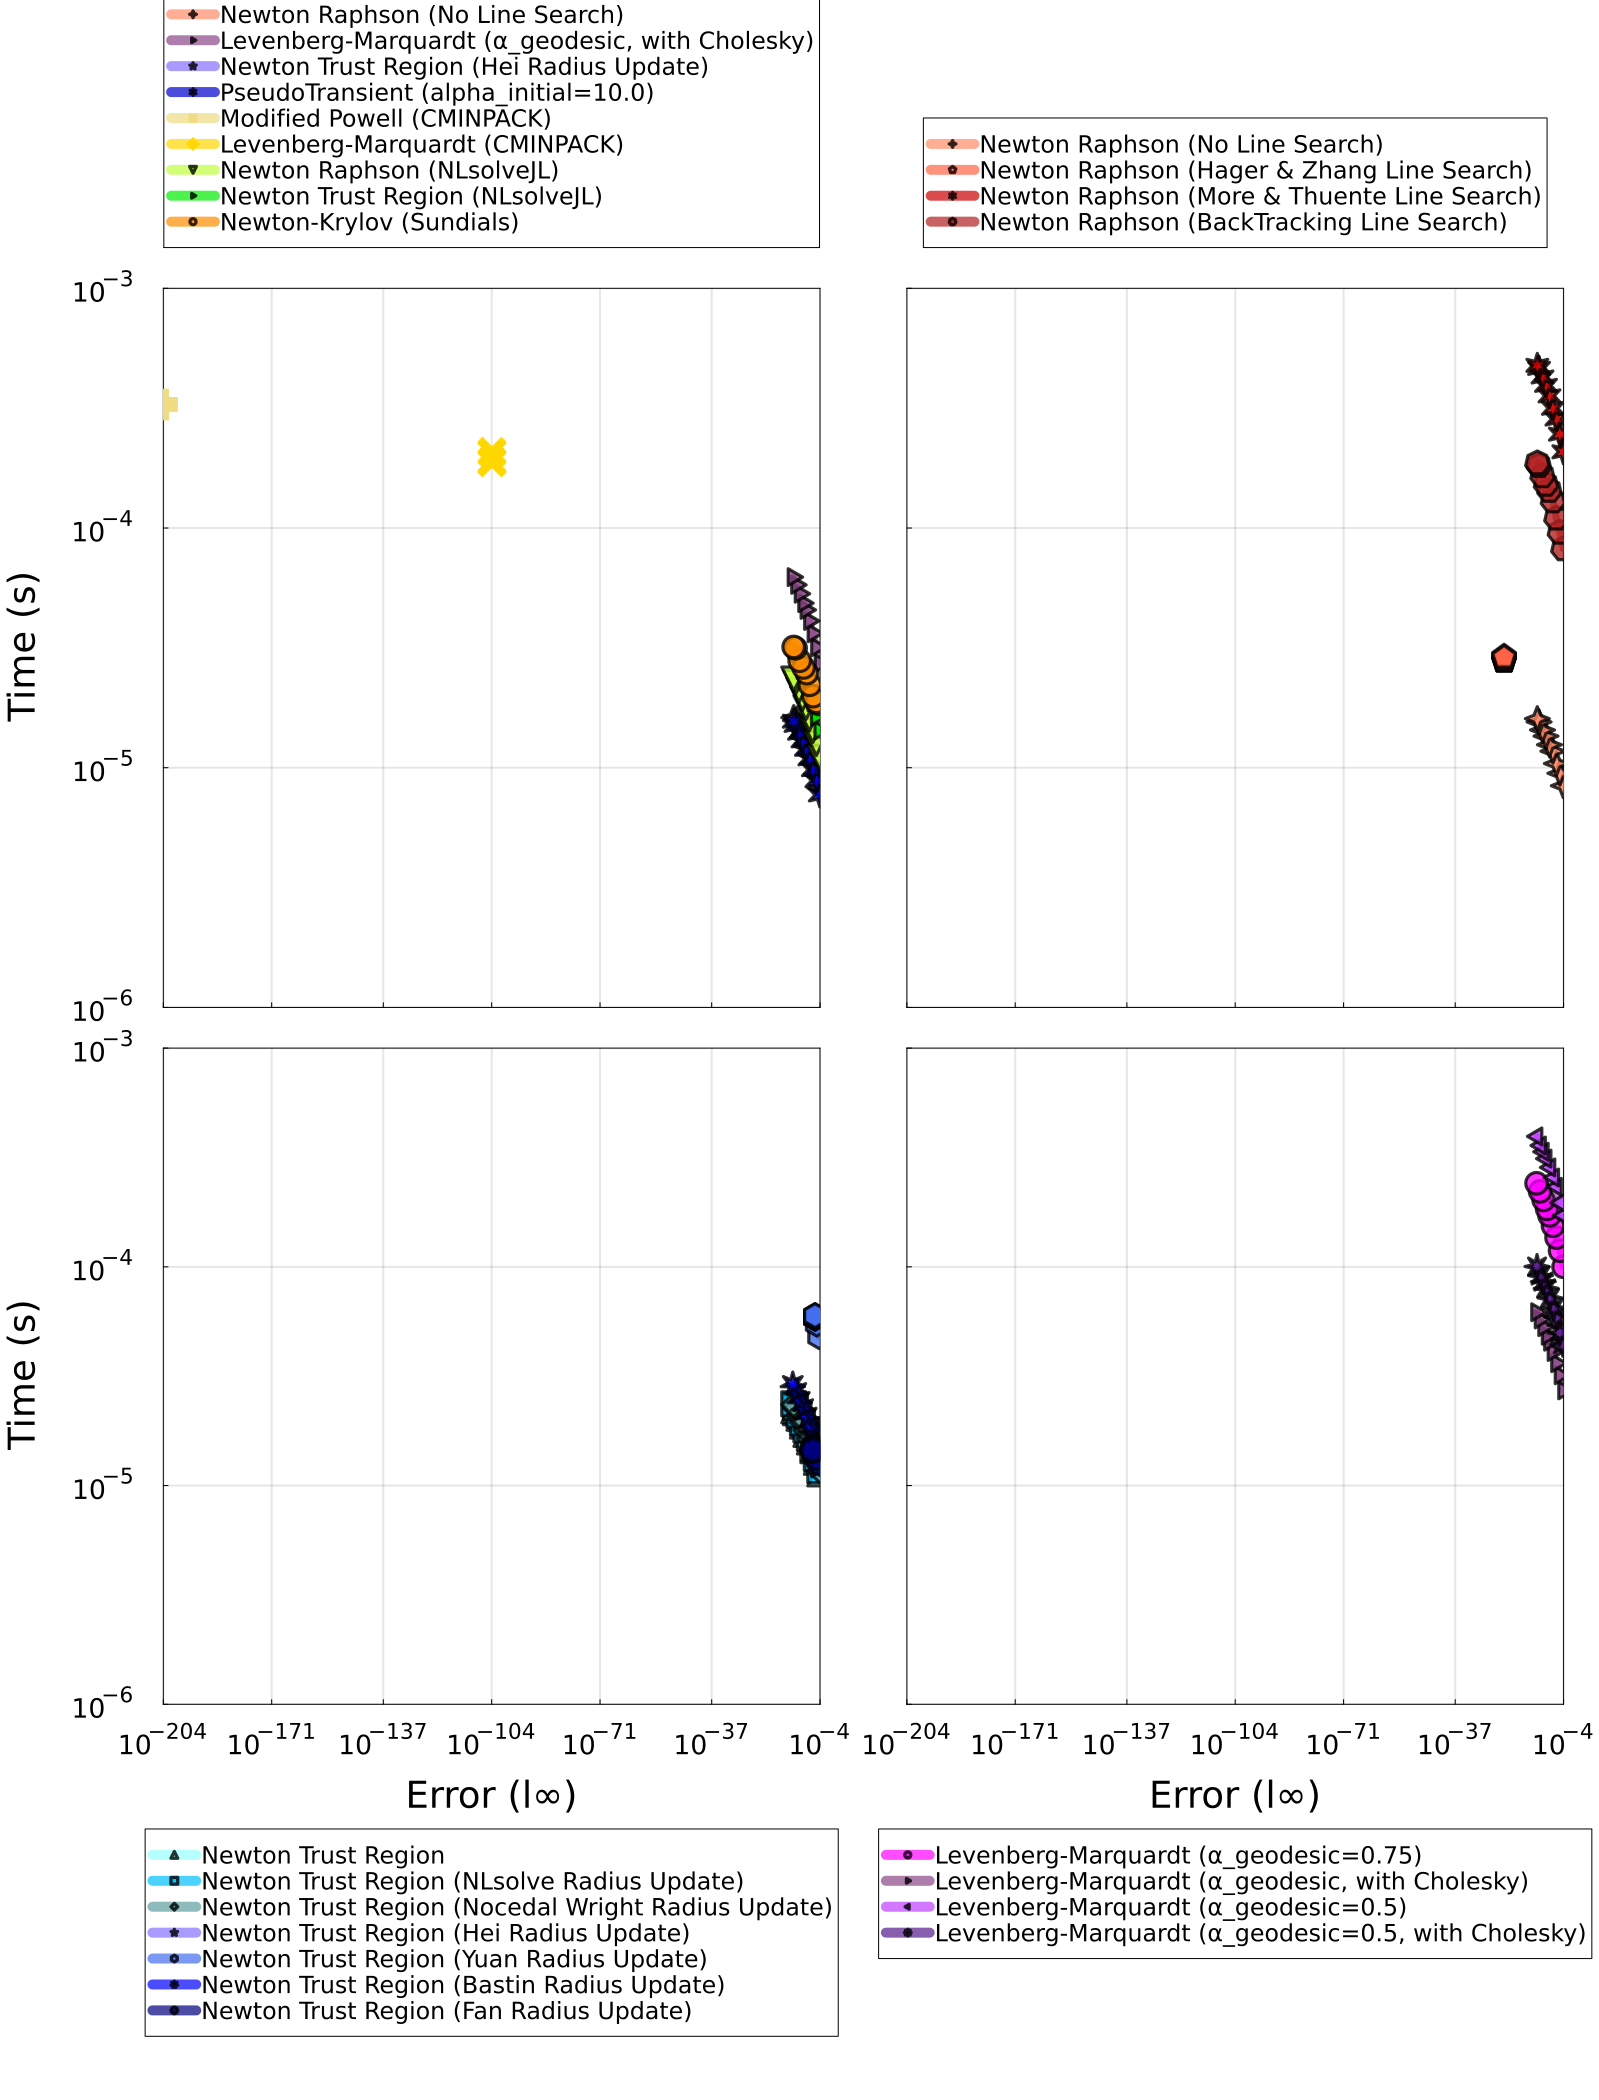 Newton Raphson (No Line Search)
Levenberg-Marquardt (α_geodesic, with Cholesky)
Newton Trust Region (Hei Radius Update)
PseudoTransient (alpha_initial=10.0)
Modified Powell (CMINPACK)
Levenberg-Marquardt (CMINPACK)
Newton Raphson (NLsolveJL)
Newton Trust Region (NLsolveJL)
Newton-Krylov (Sundials)
Newton Raphson (No Line Search)
Newton Raphson (Hager & Zhang Line Search)
Newton Raphson (More & Thuente Line Search)
Newton Raphson (BackTracking Line Search)
10⁻³
10⁻⁴
10⁻⁵
10⁻⁶
Time (s)
10⁻³
10⁻⁴
10⁻⁵
10⁻⁶
Time (s)
10⁻²⁰⁴ 10⁻¹⁷¹ 10⁻¹³⁷ 10⁻¹⁰⁴ 10⁻⁷¹ 10⁻³⁷ 10⁻⁴
10⁻²⁰⁴ 10⁻¹⁷¹ 10⁻¹³⁷ 10⁻¹⁰⁴ 10⁻⁷¹ 10⁻³⁷ 10⁻⁴
Error (l∞)
Error (l∞)
Newton Trust Region
Newton Trust Region (NLsolve Radius Update)
Newton Trust Region (Nocedal Wright Radius Update)
Newton Trust Region (Hei Radius Update)
Newton Trust Region (Yuan Radius Update)
Newton Trust Region (Bastin Radius Update)
Newton Trust Region (Fan Radius Update)
Levenberg-Marquardt (α_geodesic=0.75)
Levenberg-Marquardt (α_geodesic, with Cholesky)
Levenberg-Marquardt (α_geodesic=0.5)
Levenberg-Marquardt (α_geodesic=0.5, with Cholesky)